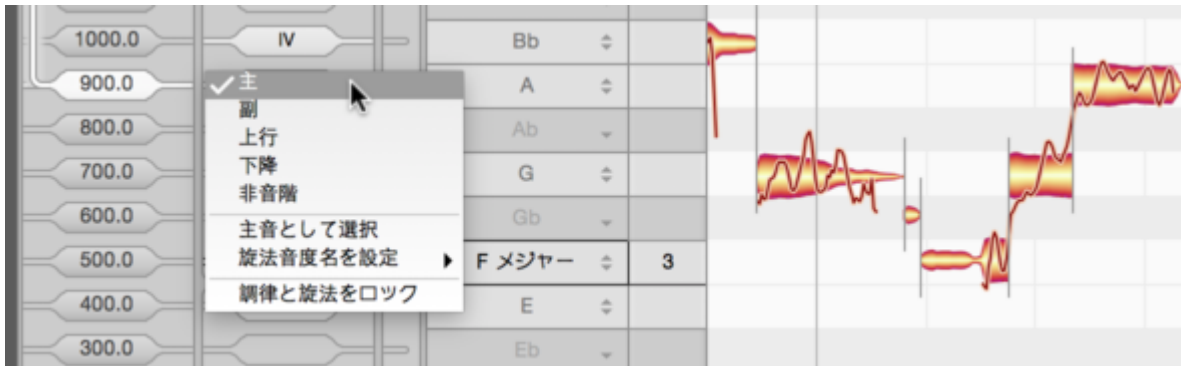 1000.0 IV Bb
900.0 主 A
副
800.0 上行 Ab
下降
700.0 非音階 G
600.0 主音として選択 Gb
500.0 旋法音度名を設定 F メジャー 3
400.0 調律と旋法をロック E
300.0 Eb